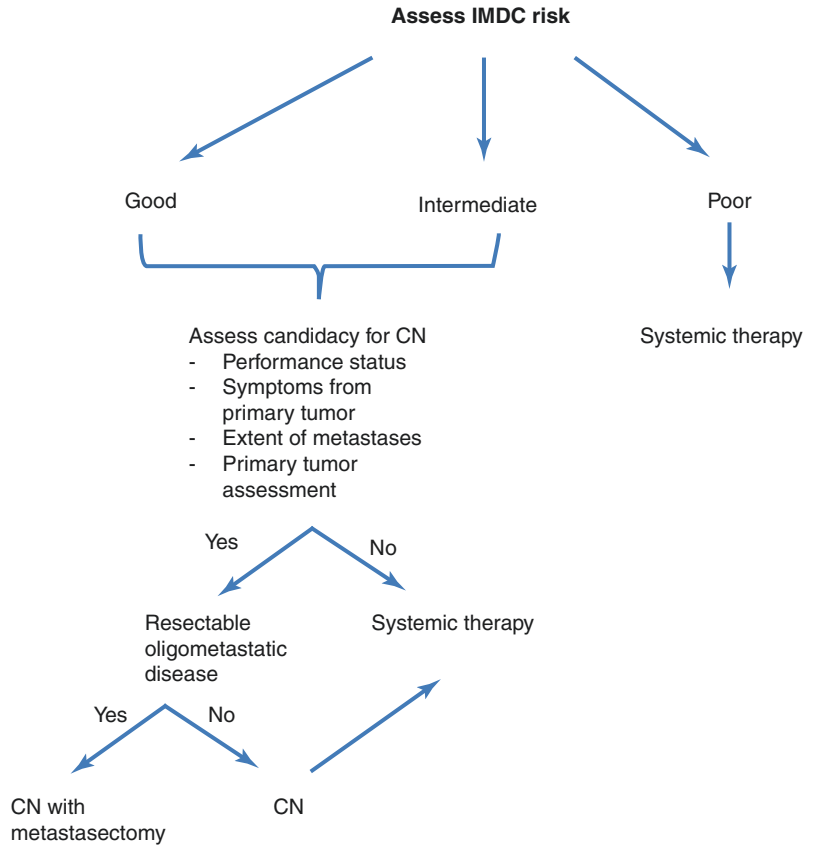 Assess IMDC risk
Good
Intermediate
Poor
Assess candidacy for CN
- Performance status
- Symptoms from
primary tumor
- Extent of metastases
- Primary tumor
assessment
Systemic therapy
Yes
No
Resectable
oligometastatic
disease
Systemic therapy
Yes
No
CN with
metastasectomy
CN